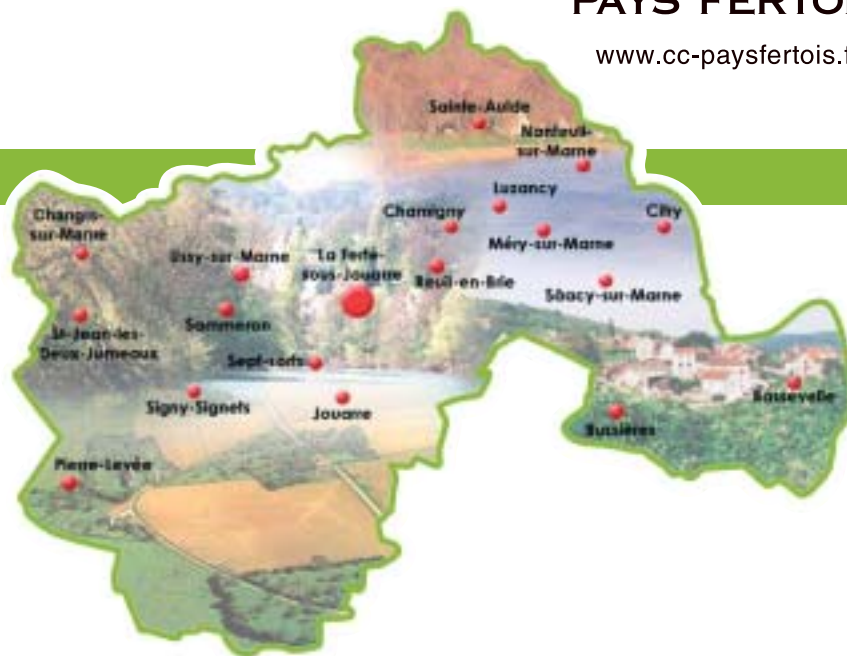 PAYS FERTO
www.cc-paysfertois.f
Sainte-Aulde
Nanteuil-
sur-Marne
Luzancy
Chamigny
Citry
Changis-
sur-Marne
Méry-sur-Marne
Ussy-sur-Marne
La Ferté-
sous-Jouarre
Reuil-en-Brie
Sâacy-sur-Marne
Sammeron
St-Jean-les-
Deux-Jumeaux
Sept-sorts
Bassevelle
Signy-Signets
Jouarre
Bussières
Pierre-Levée